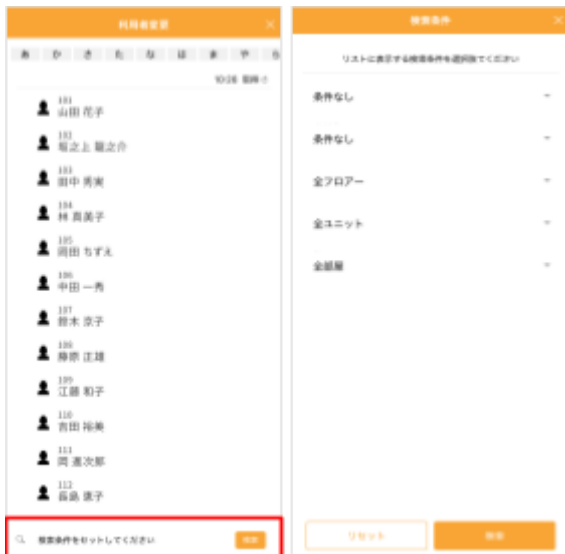 利用者変更
あ か さ た な は ま や ら
10:26
101
山田 花子
102
堀之上 龍之介
103
田中 秀実
104
林 真美子
105
岡田 ちずえ
106
中田 一秀
107
鈴木 京子
108
藤原 正雄
109
江藤 和子
110
吉田 裕美
111
岡 進次郎
112
長島 恵子
検索条件をセットしてください
検索
検索条件
リストに表示する検索条件を選択してください
条件なし
条件なし
全フロアー
全ユニット
全部屋
リセット
検索